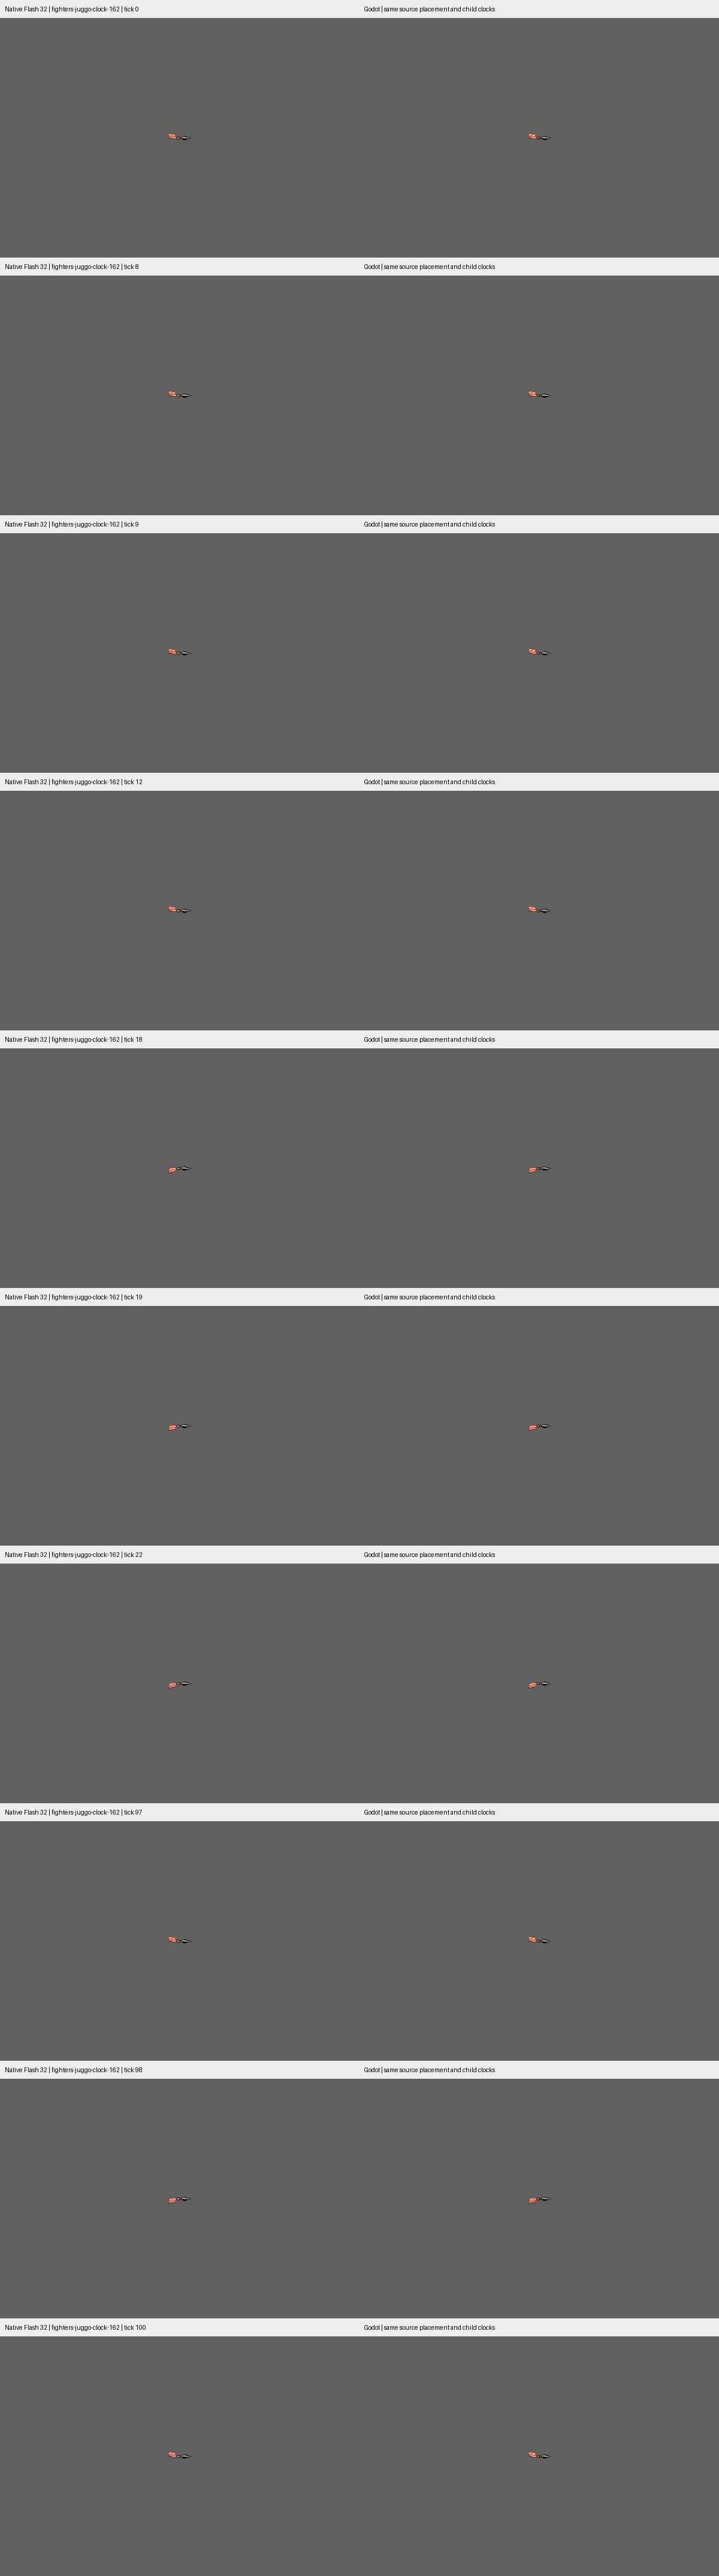 Native Flash 32 | fighters-juggo-clock-162 | tick 0
Godot | same source placement and child clocks
Native Flash 32 | fighters-juggo-clock-162 | tick 8
Godot | same source placement and child clocks
Native Flash 32 | fighters-juggo-clock-162 | tick 9
Godot | same source placement and child clocks
Native Flash 32 | fighters-juggo-clock-162 | tick 12
Godot | same source placement and child clocks
Native Flash 32 | fighters-juggo-clock-162 | tick 18
Godot | same source placement and child clocks
Native Flash 32 | fighters-juggo-clock-162 | tick 19
Godot | same source placement and child clocks
Native Flash 32 | fighters-juggo-clock-162 | tick 22
Godot | same source placement and child clocks
Native Flash 32 | fighters-juggo-clock-162 | tick 97
Godot | same source placement and child clocks
Native Flash 32 | fighters-juggo-clock-162 | tick 98
Godot | same source placement and child clocks
Native Flash 32 | fighters-juggo-clock-162 | tick 100
Godot | same source placement and child clocks